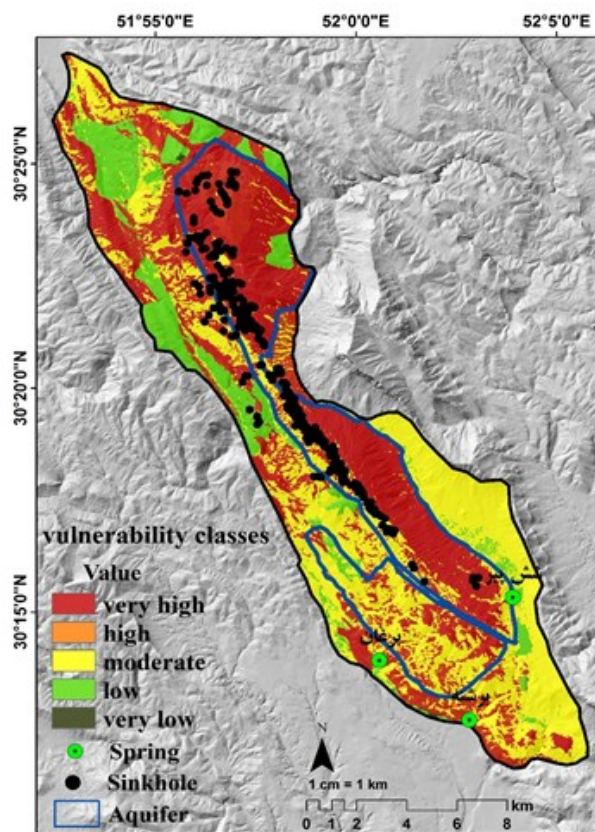 51°55'0"E 52°0'0"E 52°5'0"E
30°25'0"N
30°20'0"N
30°15'0"N
برغان
vulnerability classes
Value
very high
high
moderate
low
very low
Spring
Sinkhole
Aquifer
N
1 cm = 1 km
km
0 1 2 4 6 8